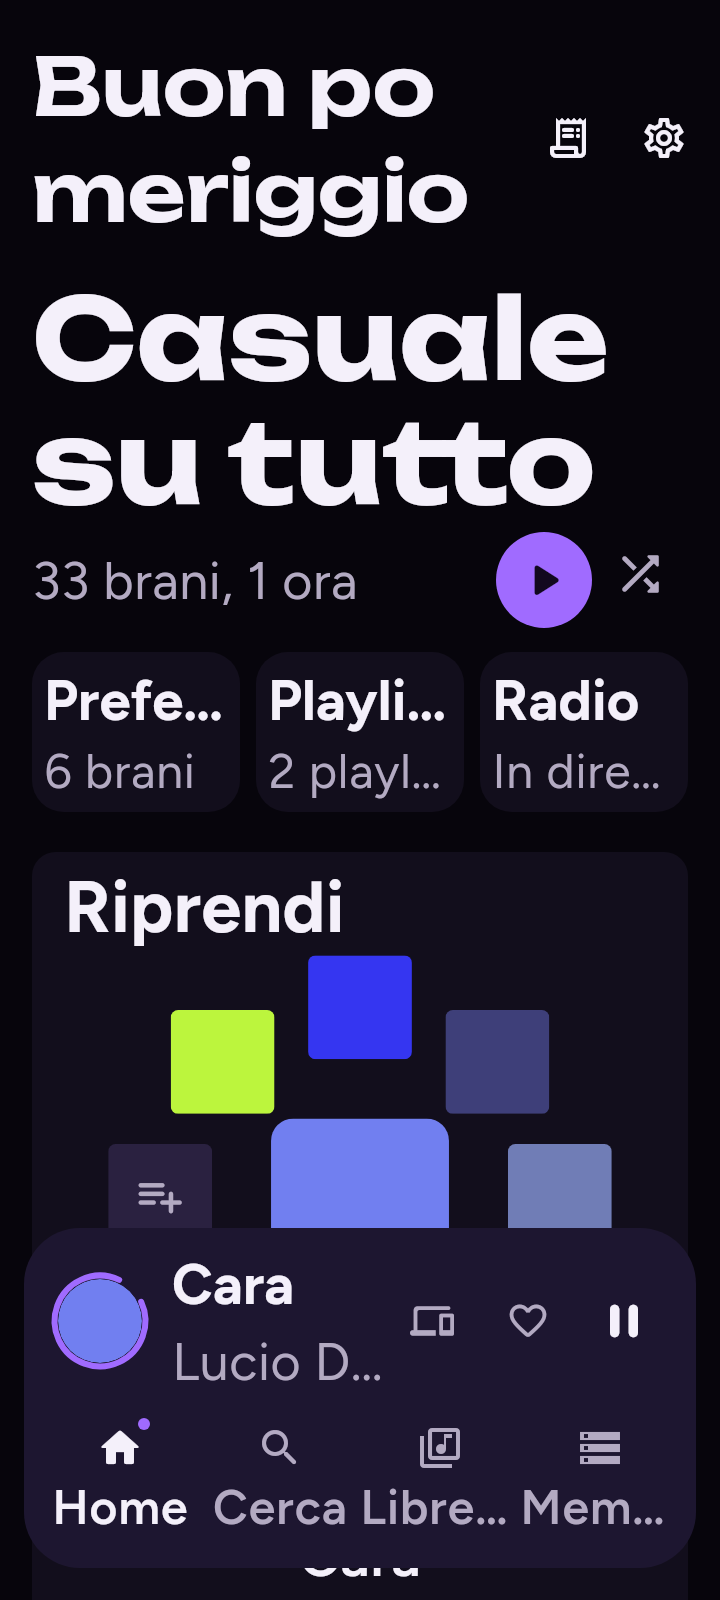 Buon po
meriggio
Casuale
su tutto
33 brani, 1 ora
Prefe...
6 brani
Playli...
2 playl...
Radio
In dire...
Riprendi
Cara
Lucio D...
Home
Cerca
Libre...
Mem...